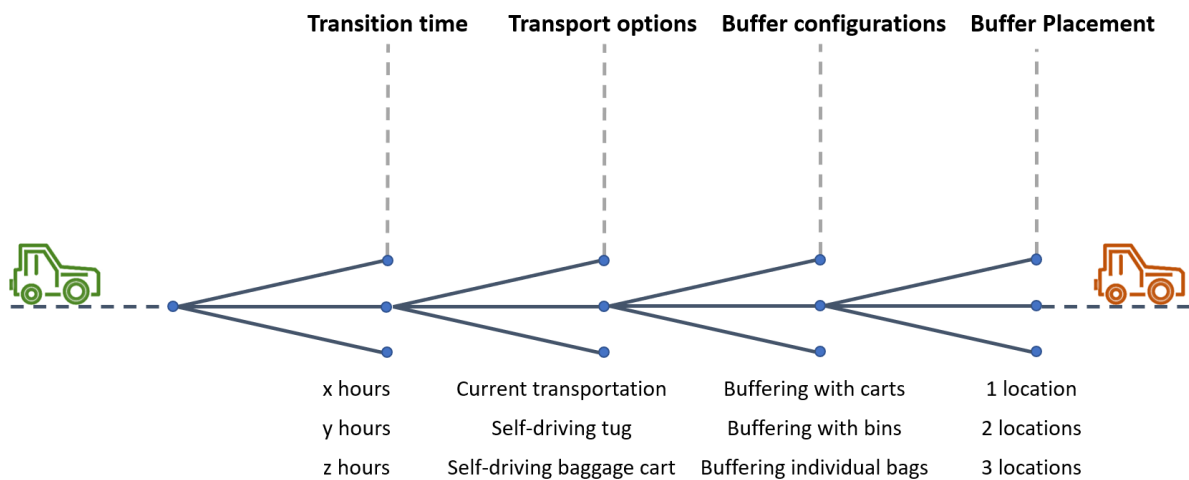 Transition time Transport options Buffer configurations Buffer Placement
x hours Current transportation Buffering with carts 1 location
y hours Self-driving tug Buffering with bins 2 locations
z hours Self-driving baggage cart Buffering individual bags 3 locations